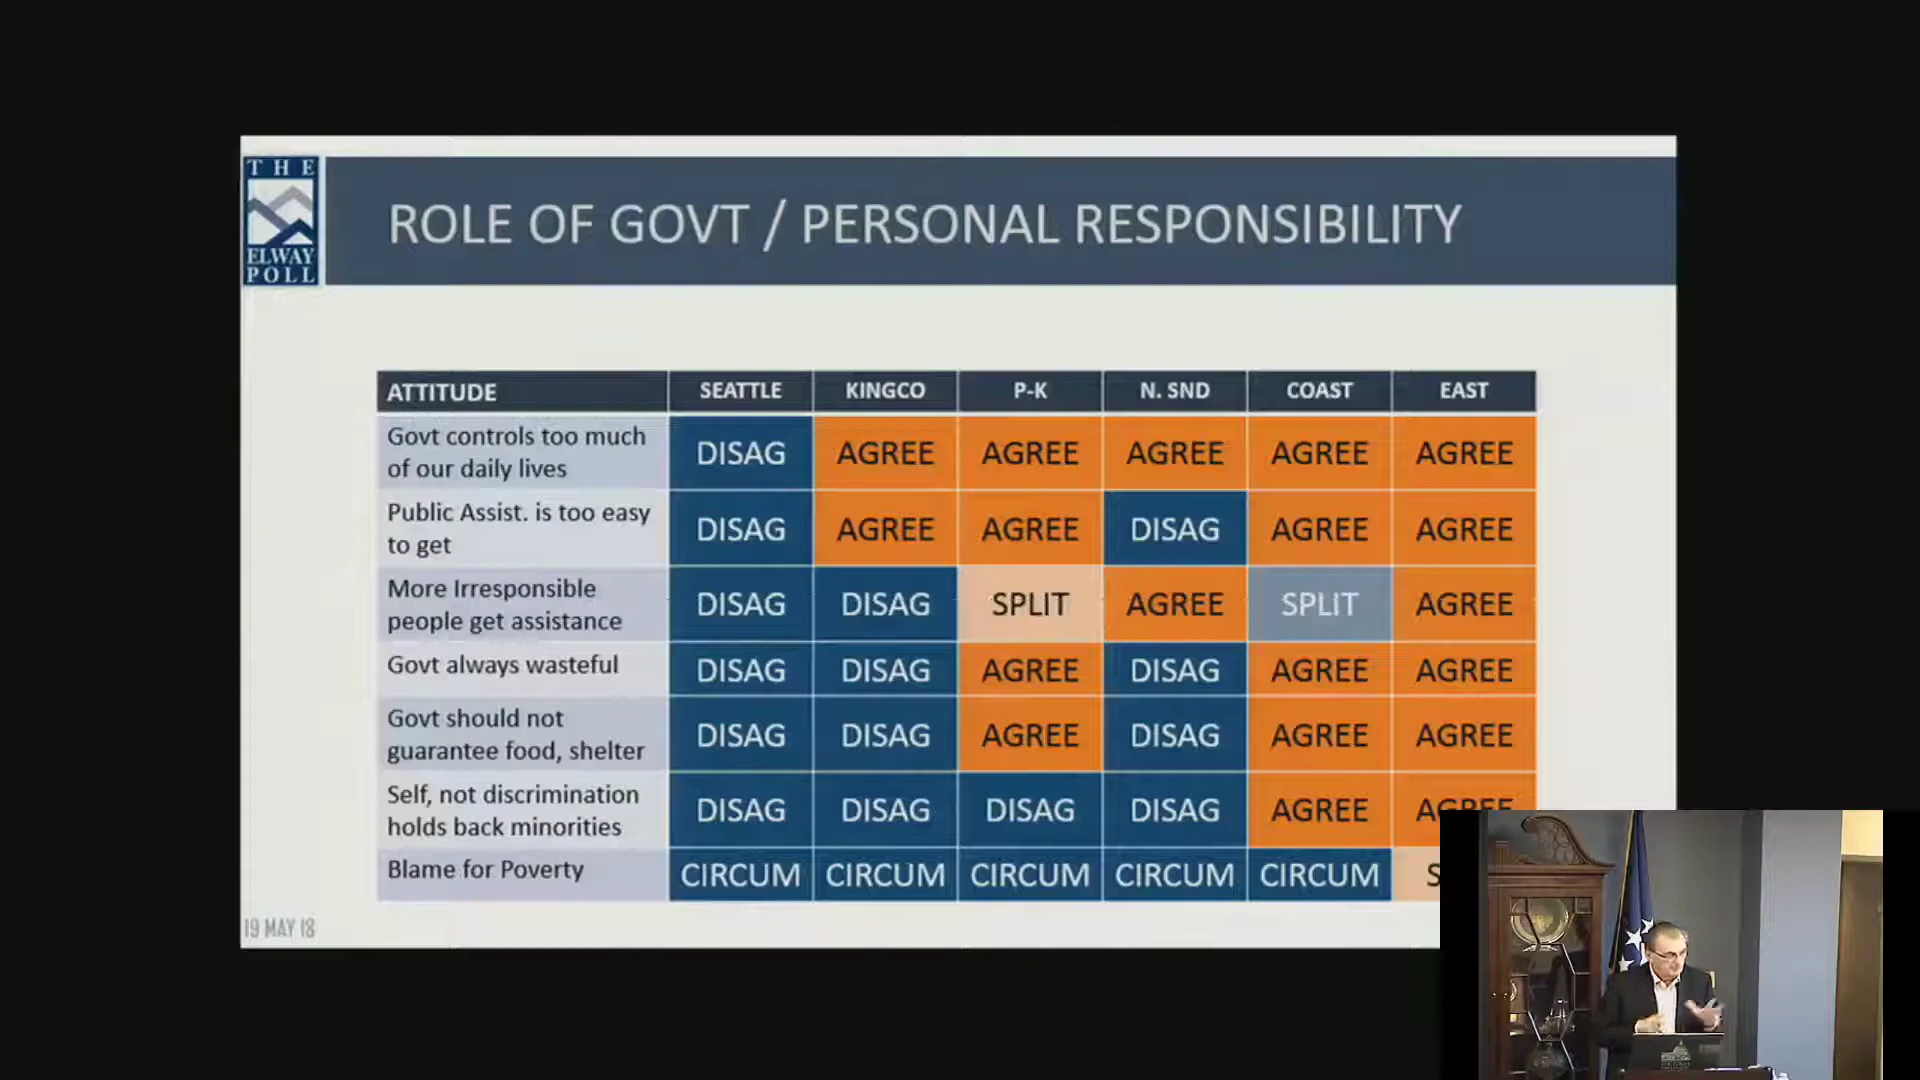 THE
ELWAY
POLL
ROLE OF GOVT / PERSONAL RESPONSIBILITY
ATTITUDE SEATTLE KINGCO P-K N. SND COAST EAST
Govt controls too much
of our daily lives
DISAG AGREE AGREE AGREE AGREE AGREE
Public Assist. is too easy
to get
DISAG AGREE AGREE DISAG AGREE AGREE
More Irresponsible
people get assistance
DISAG DISAG SPLIT AGREE SPLIT AGREE
Govt always wasteful DISAG DISAG AGREE DISAG AGREE AGREE
Govt should not
guarantee food, shelter
DISAG DISAG AGREE DISAG AGREE AGREE
Self, not discrimination
holds back minorities
DISAG DISAG DISAG DISAG AGREE AGREE
Blame for Poverty CIRCUM CIRCUM CIRCUM CIRCUM CIRCUM
19 MAY 18